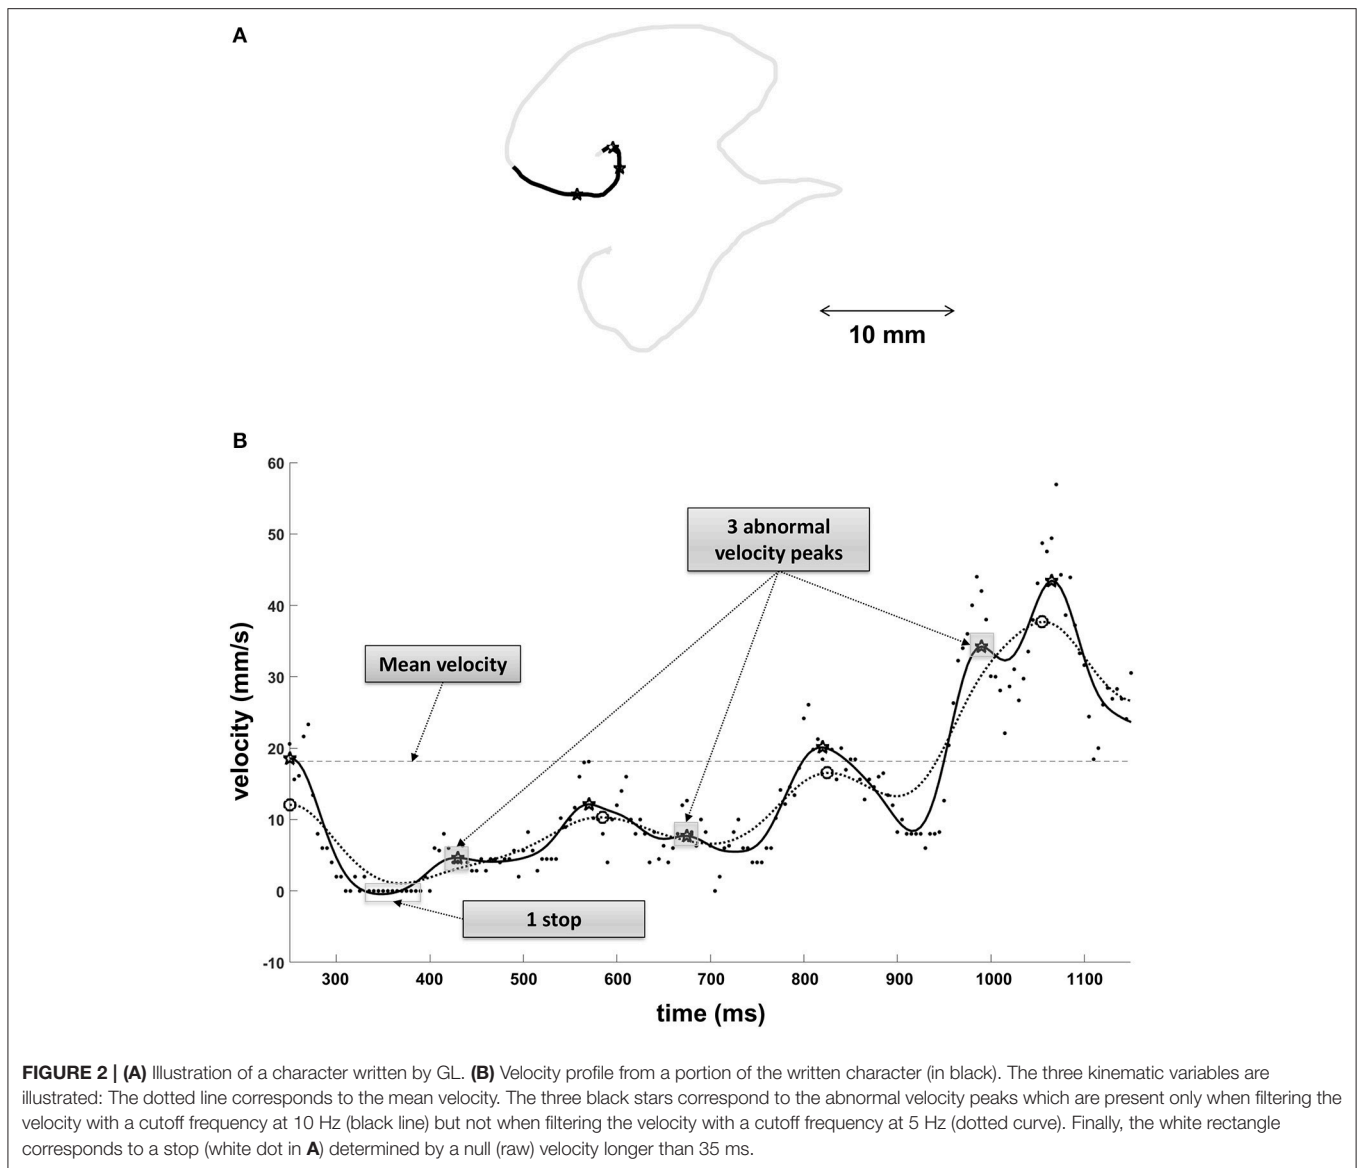 A
10 mm
B
60
50
40
30
20
10
0
-10
velocity (mm/s)
3 abnormal
velocity peaks
Mean velocity
1 stop
300 400 500 600 700 800 900 1000 1100
time (ms)
FIGURE 2 | (A) Illustration of a character written by GL. (B) Velocity profile from a portion of the written character (in black). The three kinematic variables are
illustrated: The dotted line corresponds to the mean velocity. The three black stars correspond to the abnormal velocity peaks which are present only when filtering the
velocity with a cutoff frequency at 10 Hz (black line) but not when filtering the velocity with a cutoff frequency at 5 Hz (dotted curve). Finally, the white rectangle
corresponds to a stop (white dot in A) determined by a null (raw) velocity longer than 35 ms.